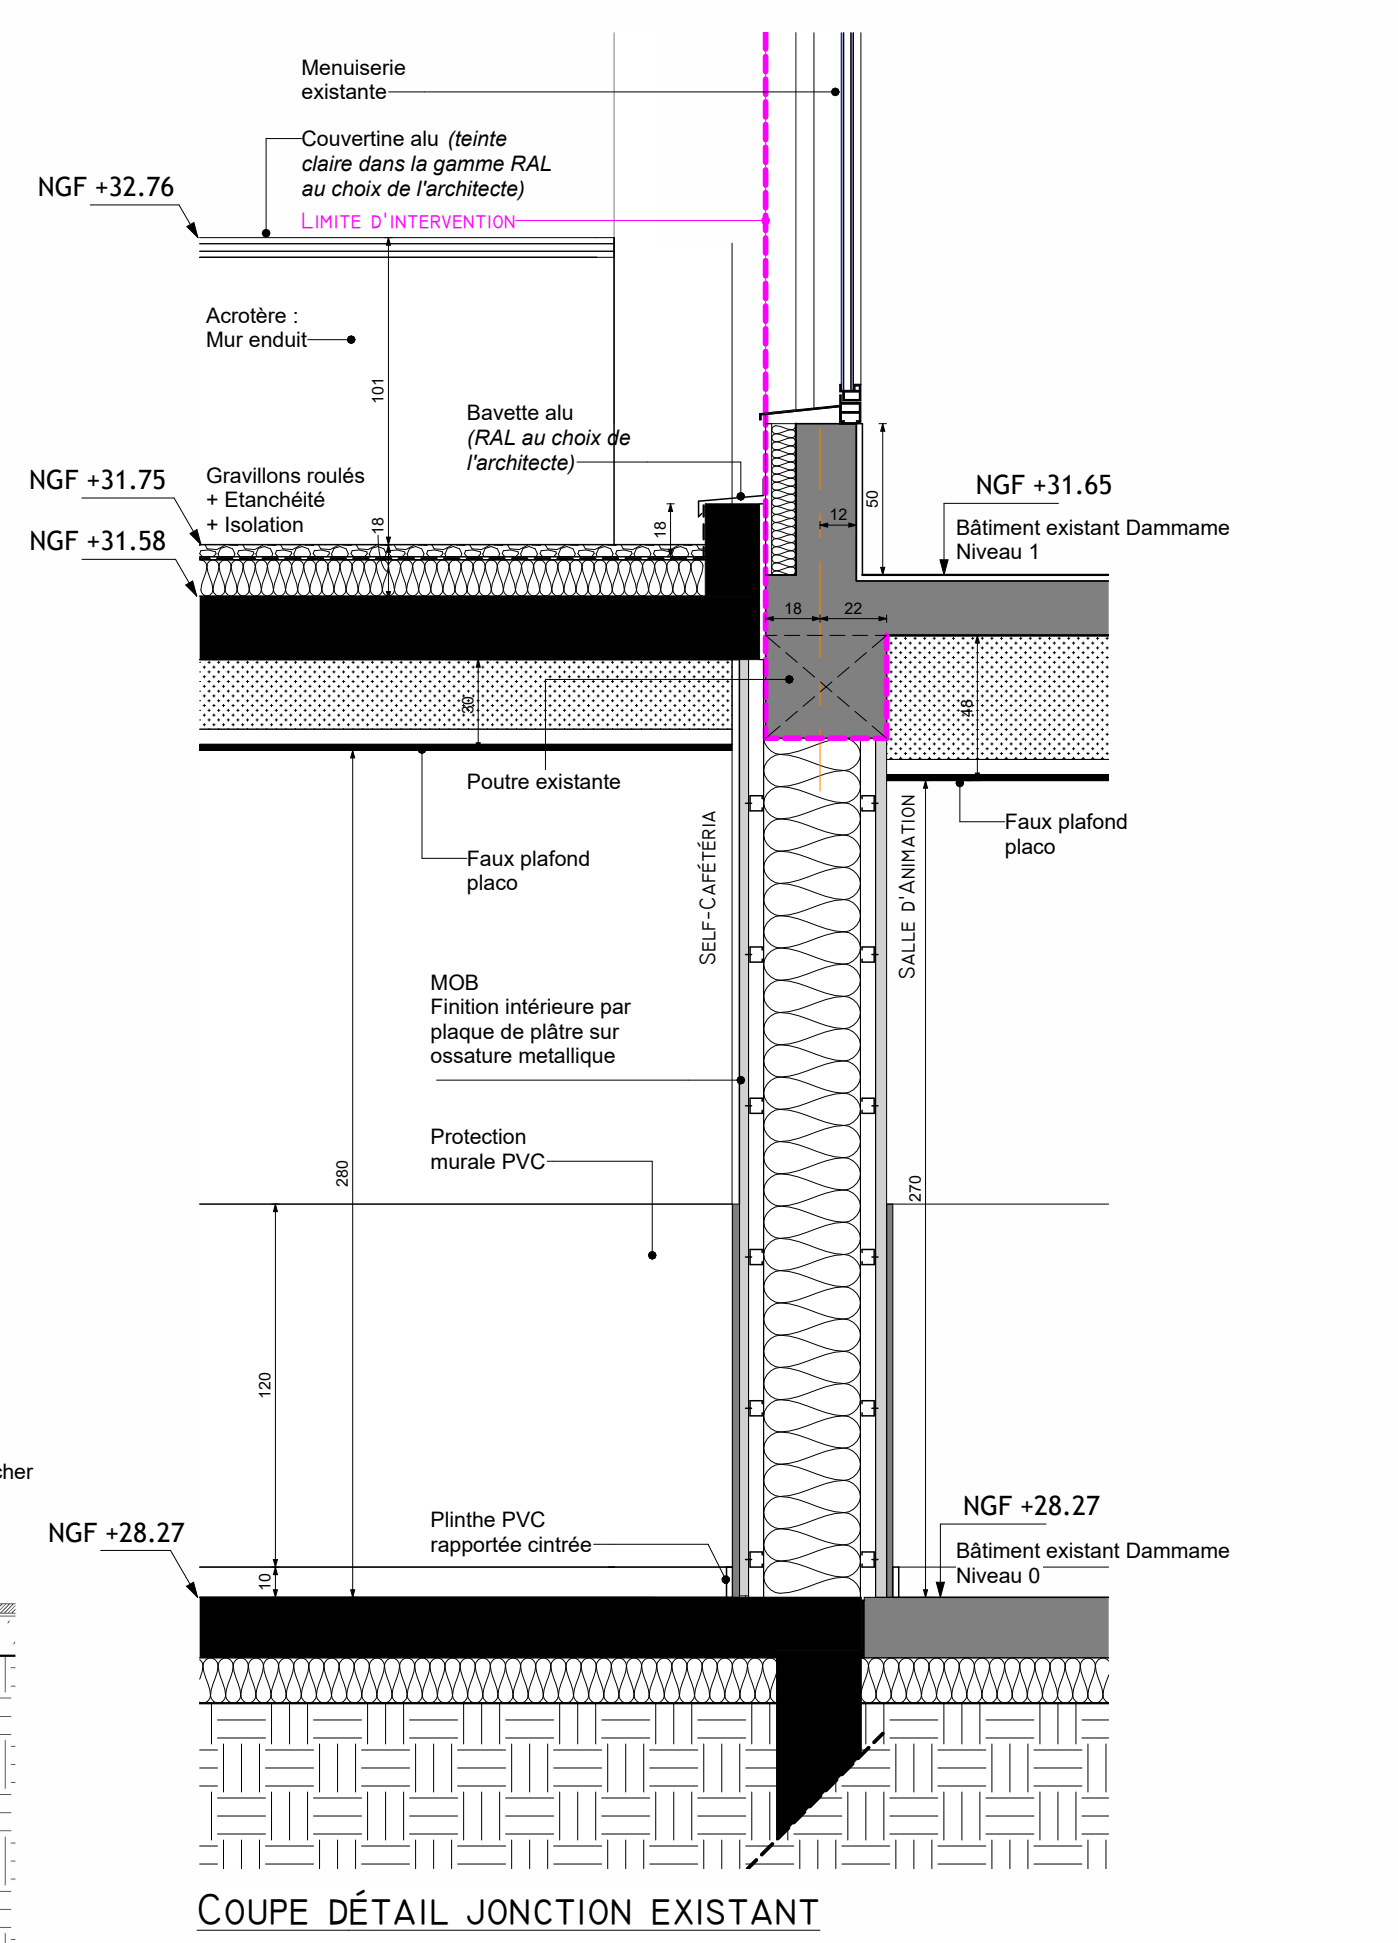 Menuiserie
existante
Couvertine alu (teinte
claire dans la gamme RAL
au choix de l'architecte)
NGF +32.76
LIMITE D'INTERVENTION
Acrotère :
Mur enduit
101
Bavette alu
(RAL au choix de
l'architecte)
NGF +31.75
Gravillons roulés
+ Etanchéité
+ Isolation
18
18
50
12
NGF +31.65
Bâtiment existant Dammame
Niveau 1
NGF +31.58
18
22
30
48
Poutre existante
Faux plafond
placo
Faux plafond
placo
SELF-CAFÉTÉRIA
SALLE D'ANIMATION
MOB
Finition intérieure par
plaque de plâtre sur
ossature metallique
Protection
murale PVC
280
270
120
cher
Plinthe PVC
rapportée cintrée
NGF +28.27
NGF +28.27
Bâtiment existant Dammame
Niveau 0
10
COUPE DÉTAIL JONCTION EXISTANT